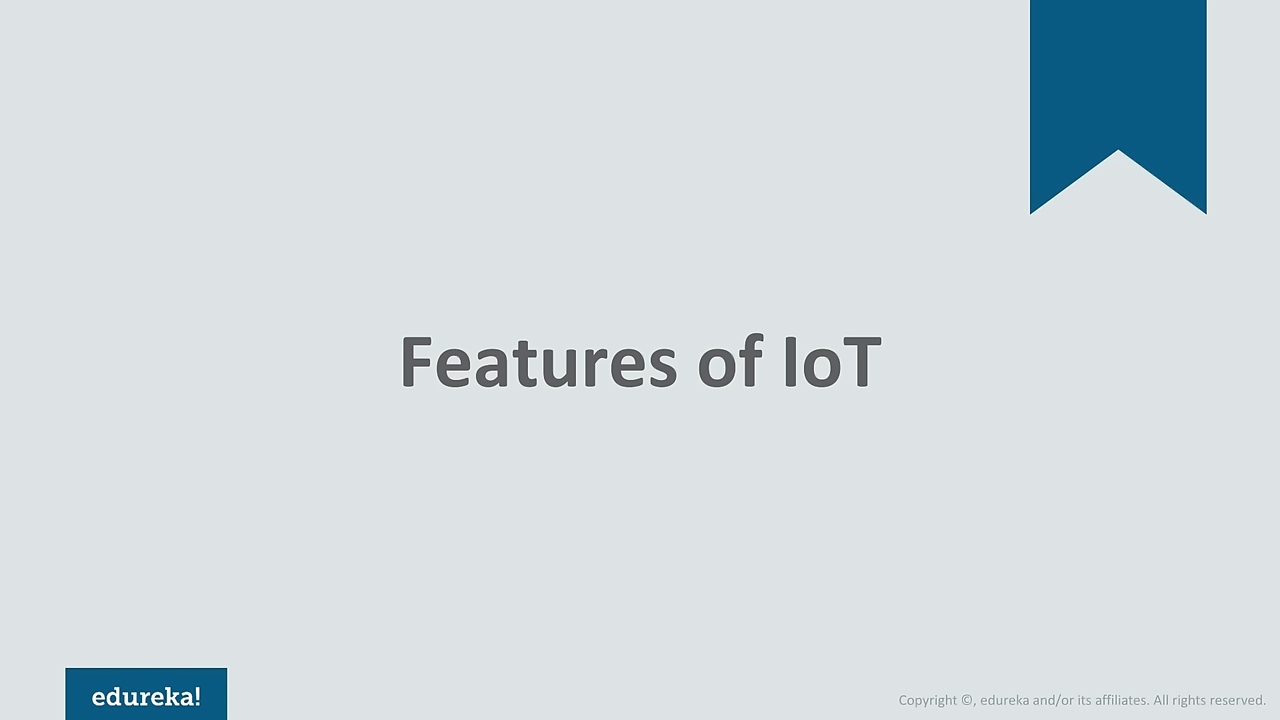 Features of IoT
edureka!
Copyright ©, edureka and/or its affiliates. All rights reserved.